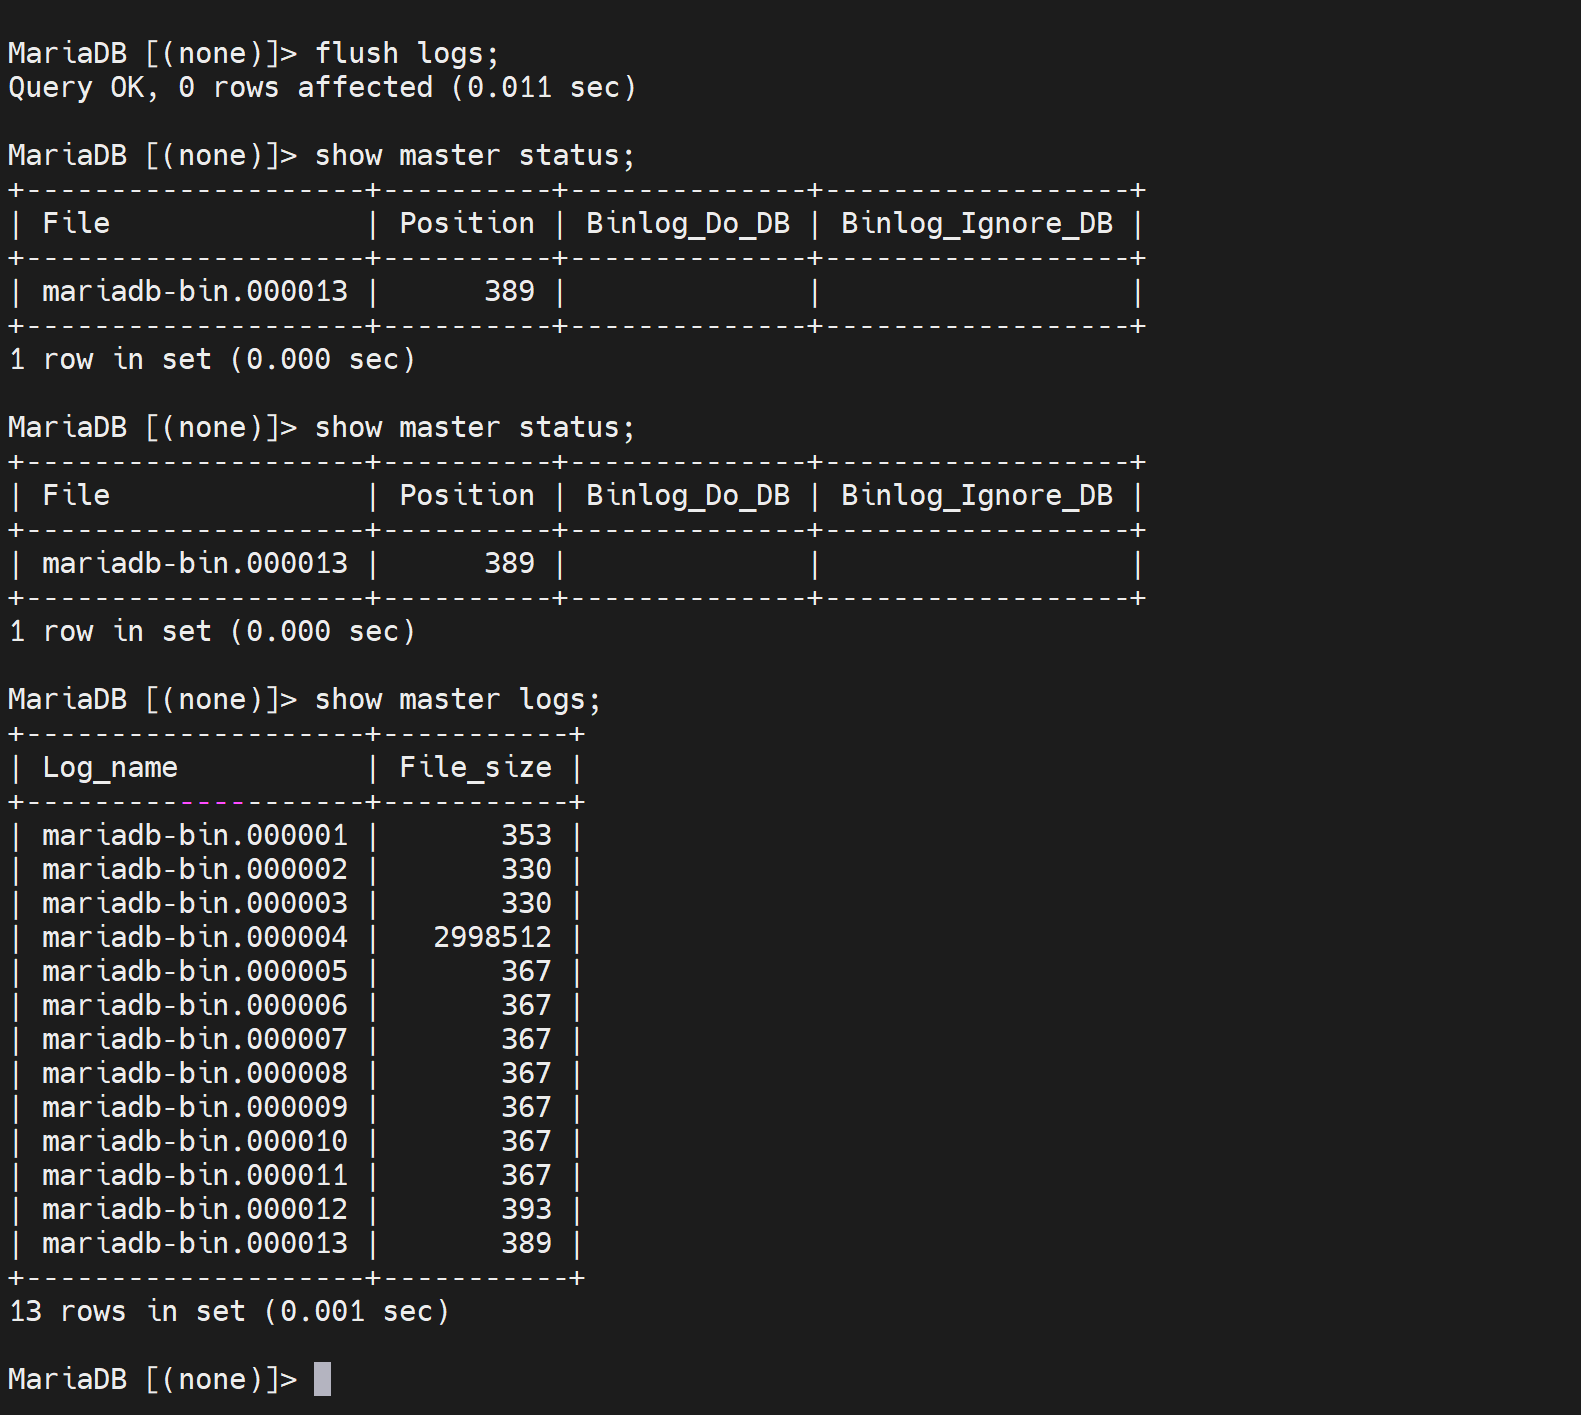 MariaDB [(none)]> flush logs;
Query OK, 0 rows affected (0.011 sec)
MariaDB [(none)]> show master status;
+--------------------+----------+--------------+------------------+
| File               | Position | Binlog_Do_DB | Binlog_Ignore_DB |
+--------------------+----------+--------------+------------------+
| mariadb-bin.000013 |      389 |              |                  |
+--------------------+----------+--------------+------------------+
1 row in set (0.000 sec)
MariaDB [(none)]> show master status;
+--------------------+----------+--------------+------------------+
| File               | Position | Binlog_Do_DB | Binlog_Ignore_DB |
+--------------------+----------+--------------+------------------+
| mariadb-bin.000013 |      389 |              |                  |
+--------------------+----------+--------------+------------------+
1 row in set (0.000 sec)
MariaDB [(none)]> show master logs;
+--------------------+-----------+
| Log_name           | File_size |
+--------------------+-----------+
| mariadb-bin.000001 |       353 |
| mariadb-bin.000002 |       330 |
| mariadb-bin.000003 |       330 |
| mariadb-bin.000004 |   2998512 |
| mariadb-bin.000005 |       367 |
| mariadb-bin.000006 |       367 |
| mariadb-bin.000007 |       367 |
| mariadb-bin.000008 |       367 |
| mariadb-bin.000009 |       367 |
| mariadb-bin.000010 |       367 |
| mariadb-bin.000011 |       367 |
| mariadb-bin.000012 |       393 |
| mariadb-bin.000013 |       389 |
+--------------------+-----------+
13 rows in set (0.001 sec)
MariaDB [(none)]>